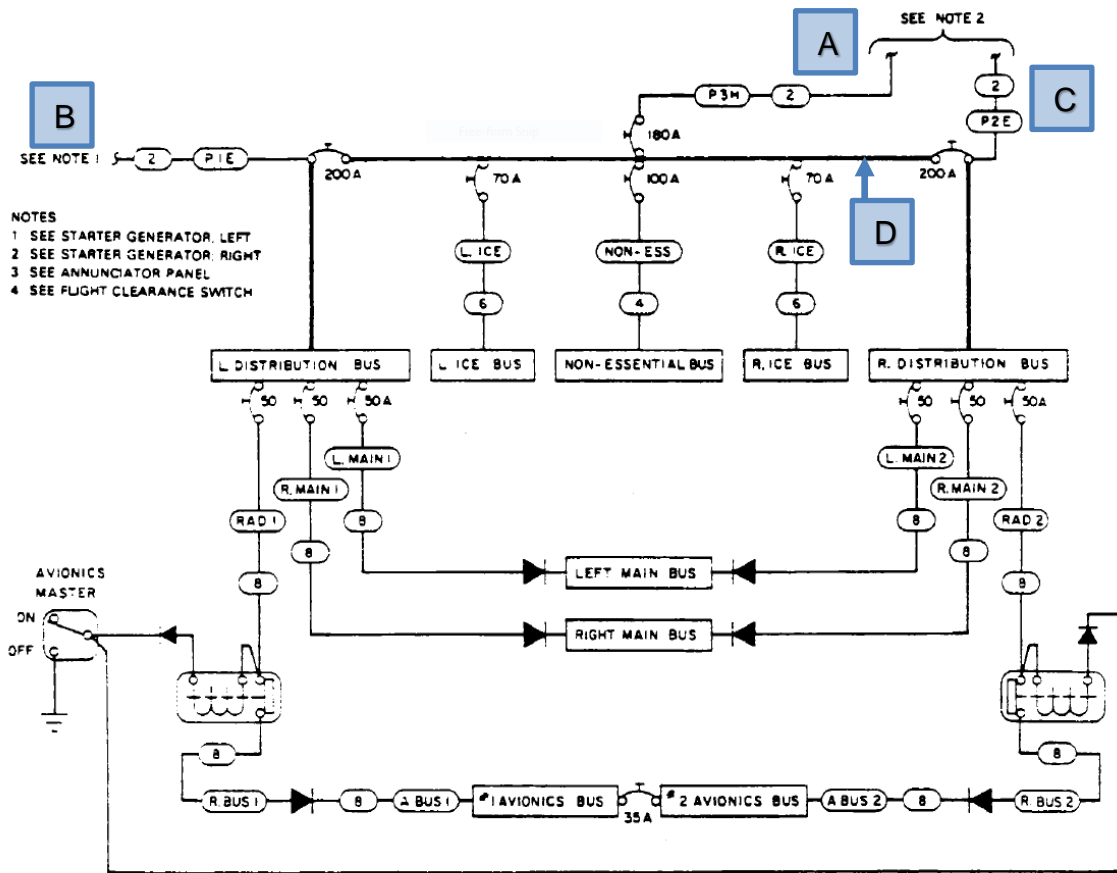 A
SEE NOTE 2
B
C
P3H
2
2
P2E
180A
SEE NOTE 1
2
P1E
200A
70A
100A
70A
200A
D
NOTES
1 SEE STARTER GENERATOR, LEFT
2 SEE STARTER GENERATOR, RIGHT
3 SEE ANNUNCIATOR PANEL
4 SEE FLIGHT CLEARANCE SWITCH
L. ICE
NON-ESS
R. ICE
6
4
6
L. DISTRIBUTION BUS
L ICE BUS
NON-ESSENTIAL BUS
R. ICE BUS
R. DISTRIBUTION BUS
50
50
50A
50
50
50A
L. MAIN 1
L. MAIN 2
R. MAIN 1
R. MAIN 2
RAD 1
8
8
RAD 2
8
8
LEFT MAIN BUS
8
8
AVIONICS
MASTER
ON
OFF
RIGHT MAIN BUS
8
8
R. BUS 1
8
A BUS 1
#1 AVIONICS BUS
35A
#2 AVIONICS BUS
A BUS 2
8
R. BUS 2